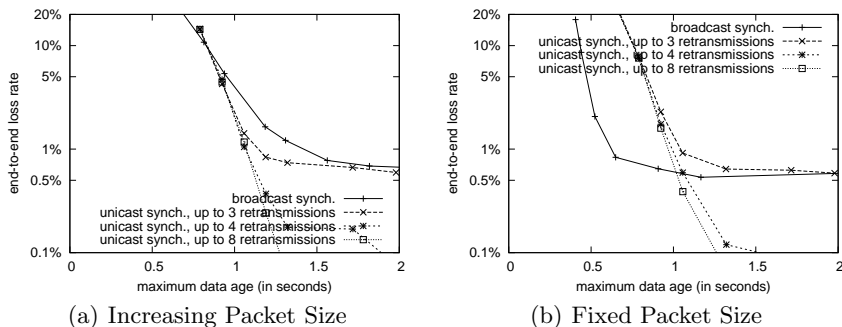 20%
10%
5%
1%
0.5%
0.1%
end-to-end loss rate
broadcast synch.
unicast synch., up to 3 retransmissions
unicast synch., up to 4 retransmissions
unicast synch., up to 8 retransmissions
0 0.5 1 1.5 2
maximum data age (in seconds)
(a) Increasing Packet Size
20%
10%
5%
1%
0.5%
0.1%
end-to-end loss rate
broadcast synch.
unicast synch., up to 3 retransmissions
unicast synch., up to 4 retransmissions
unicast synch., up to 8 retransmissions
0 0.5 1 1.5 2
maximum data age (in seconds)
(b) Fixed Packet Size